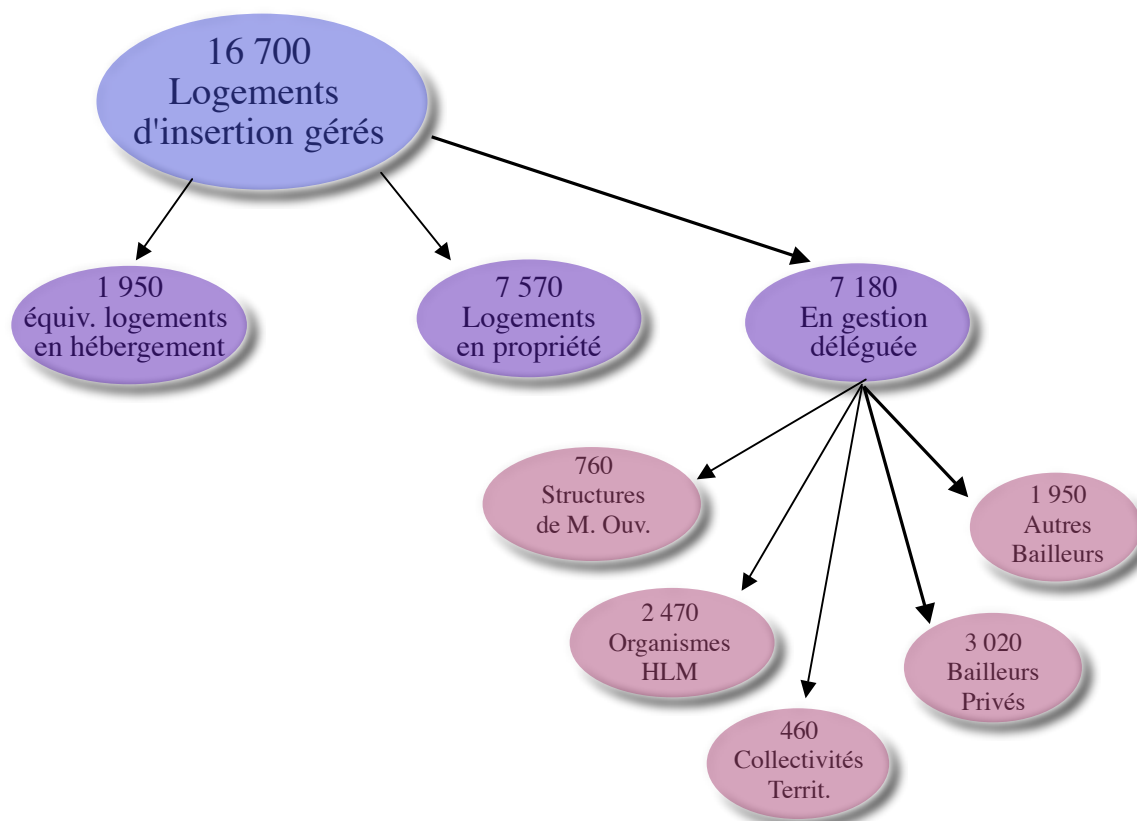 16 700
Logements
d'insertion gérés
1 950
équiv. logements
en hébergement
7 570
Logements
en propriété
7 180
En gestion
déléguée
760
Structures
de M. Ouv.
1 950
Autres
Bailleurs
2 470
Organismes
HLM
3 020
Bailleurs
Privés
460
Collectivités
Territ.